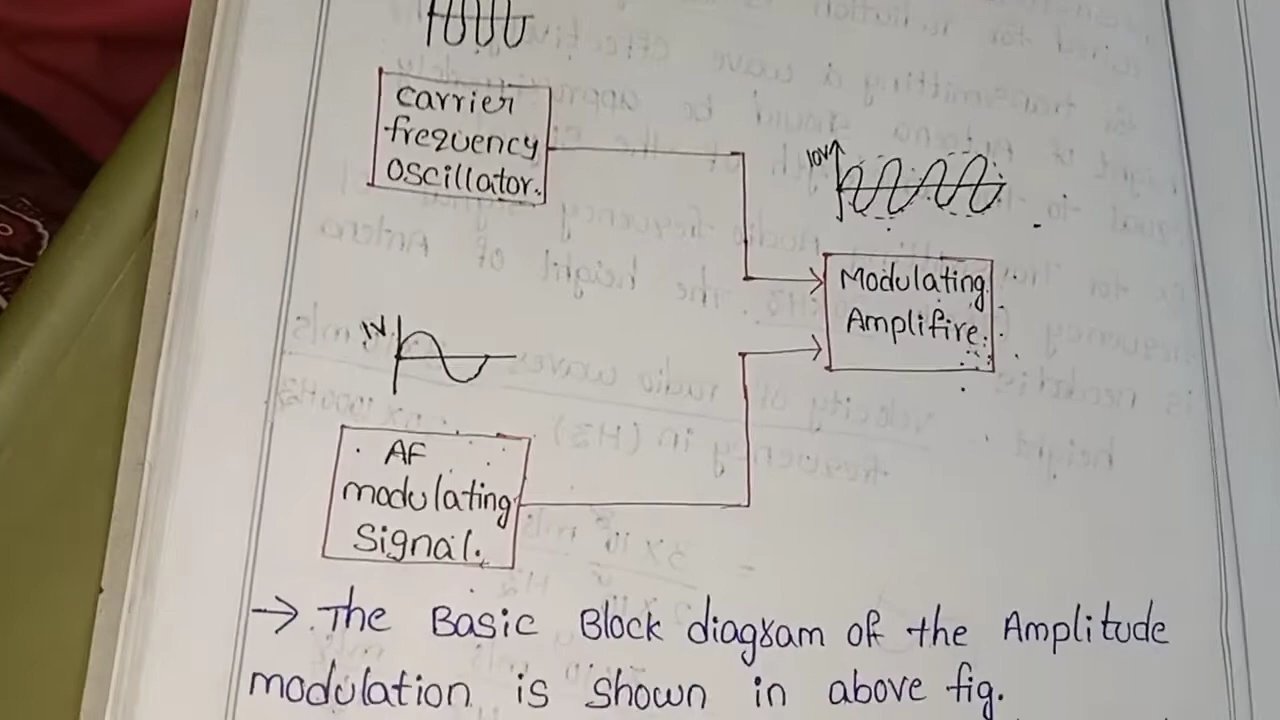 carrier
frequency
oscillator.
10V
Modulating
Amplifire.
1V
AF
modulating
Signal.
→ The Basic Block diagram of the Amplitude
modulation is shown in above fig.